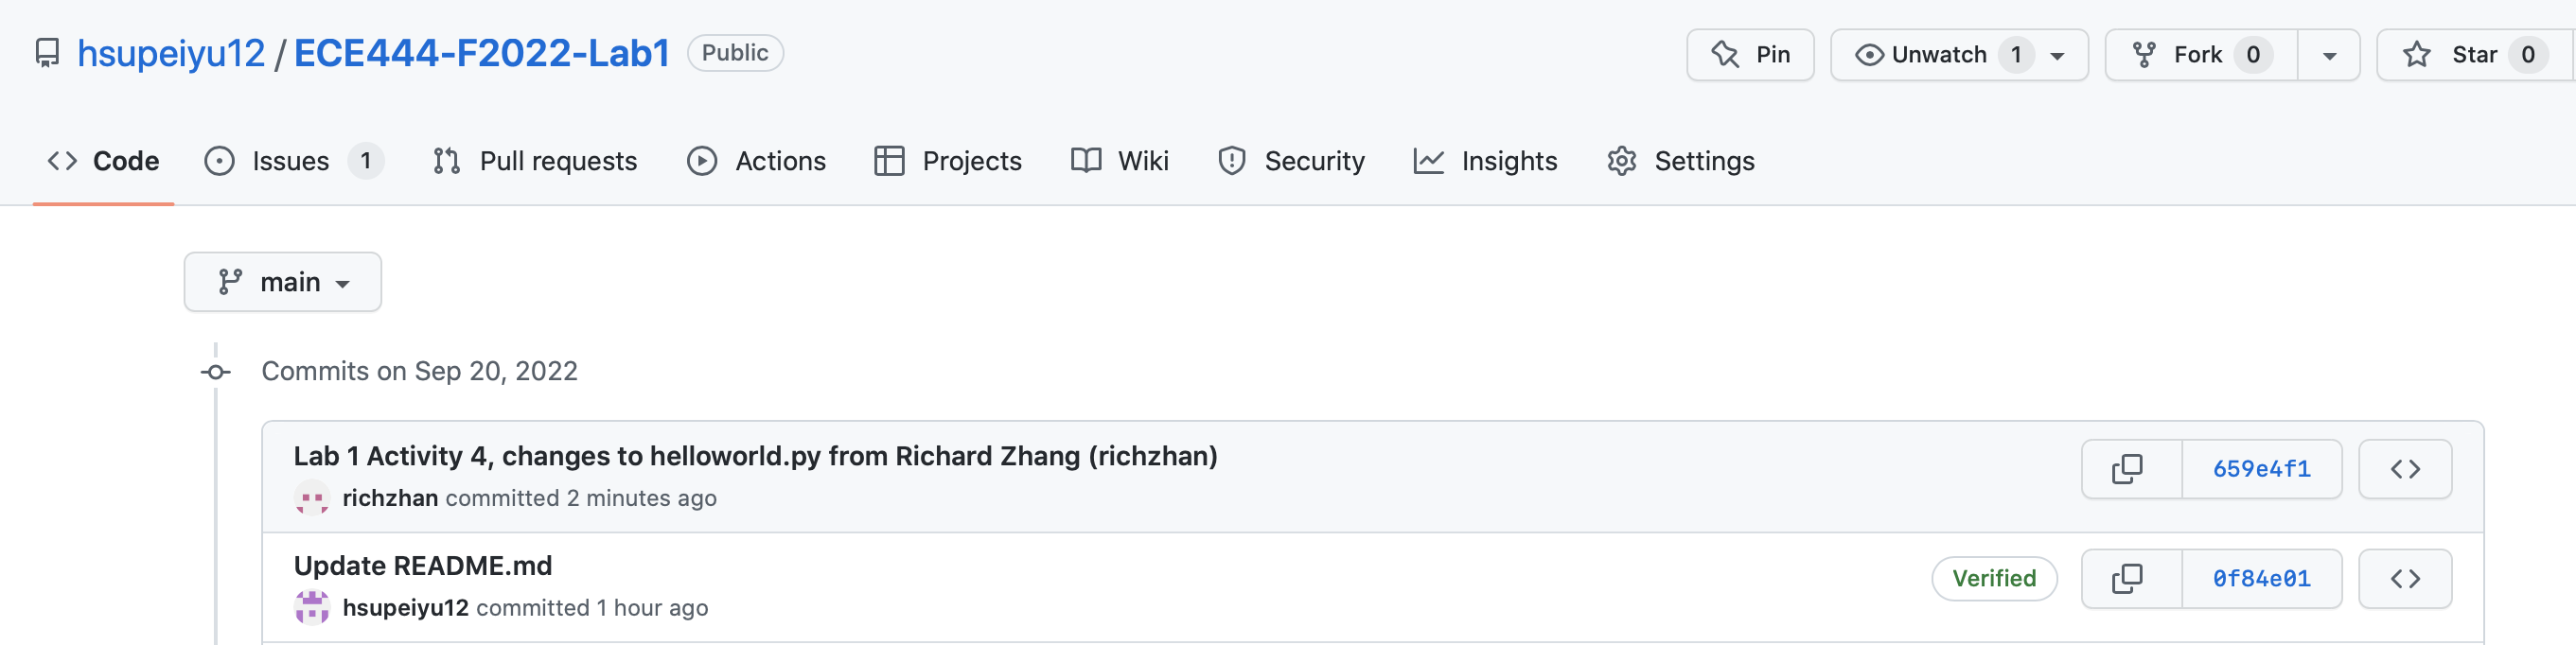 hsupeiyu12 / ECE444-F2022-Lab1 Public Pin Unwatch 1 Fork 0 Star 0
Code Issues 1 Pull requests Actions Projects Wiki Security Insights Settings
main
Commits on Sep 20, 2022
Lab 1 Activity 4, changes to helloworld.py from Richard Zhang (richzhan)
richzhan committed 2 minutes ago
659e4f1
Update README.md
hsupeiyu12 committed 1 hour ago
Verified 0f84e01